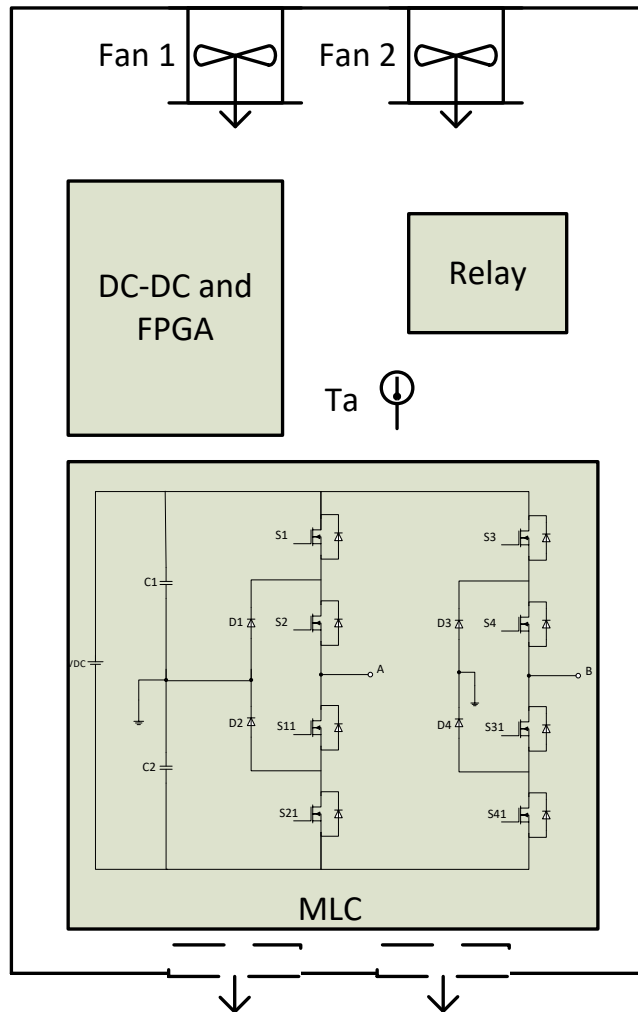 Fan 1
Fan 2
DC-DC and
FPGA
Relay
Ta
S1
S3
C1
D1
S2
D3
S4
VDC
A
B
D2
S11
D4
S31
C2
S21
S41
MLC